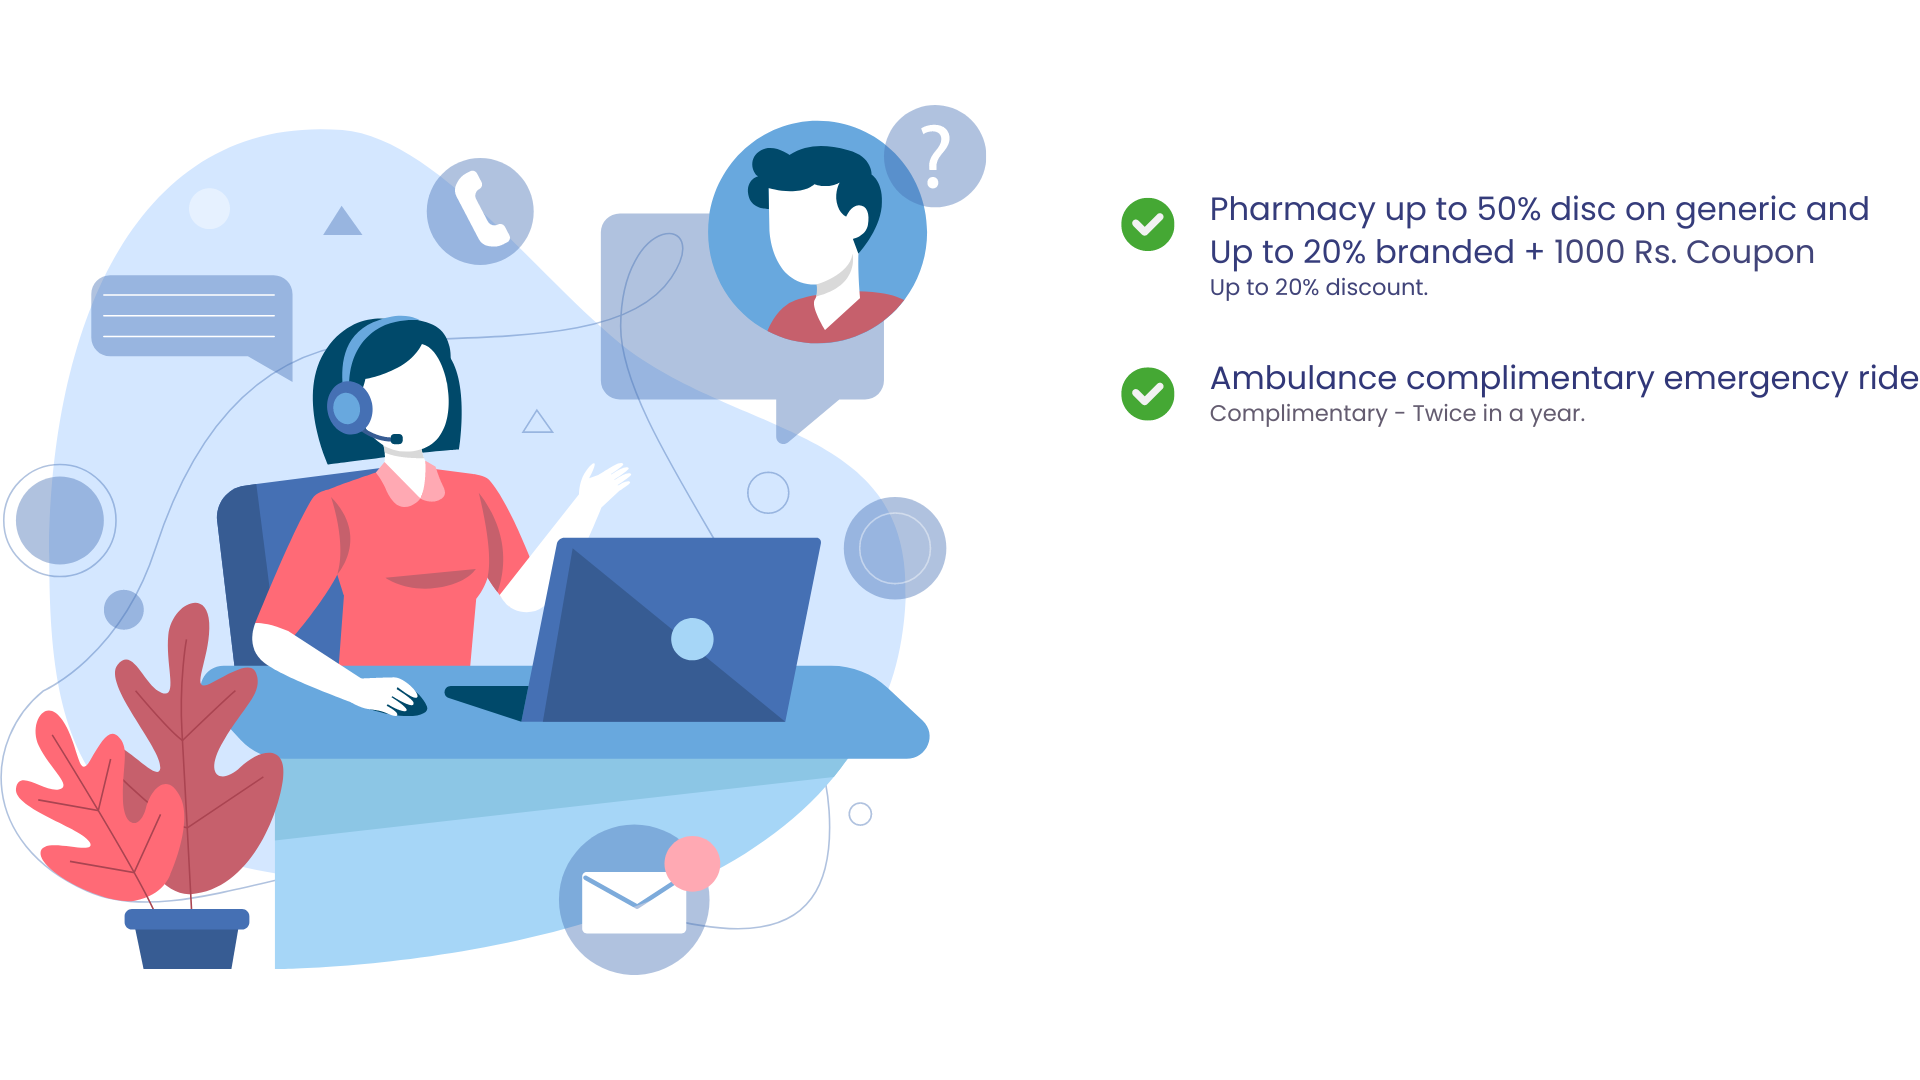 ?
Pharmacy up to 50% disc on generic and
Up to 20% branded + 1000 Rs. Coupon
Up to 20% discount.
Ambulance complimentary emergency ride
Complimentary - Twice in a year.